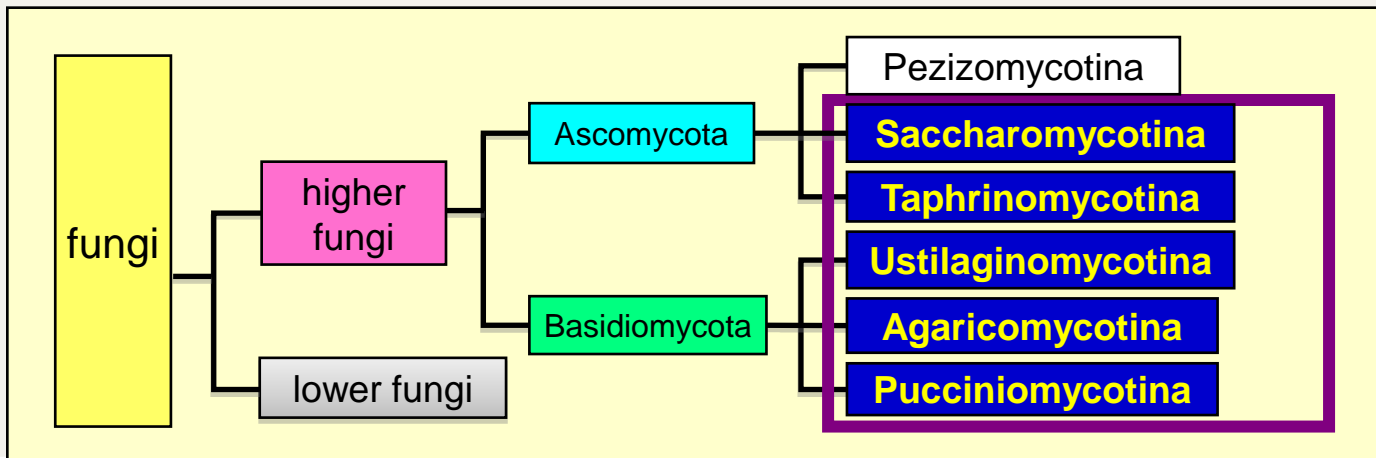 fungi
higher
fungi
lower fungi
Ascomycota
Basidiomycota
Pezizomycotina
Saccharomycotina
Taphrinomycotina
Ustilaginomycotina
Agaricomycotina
Pucciniomycotina